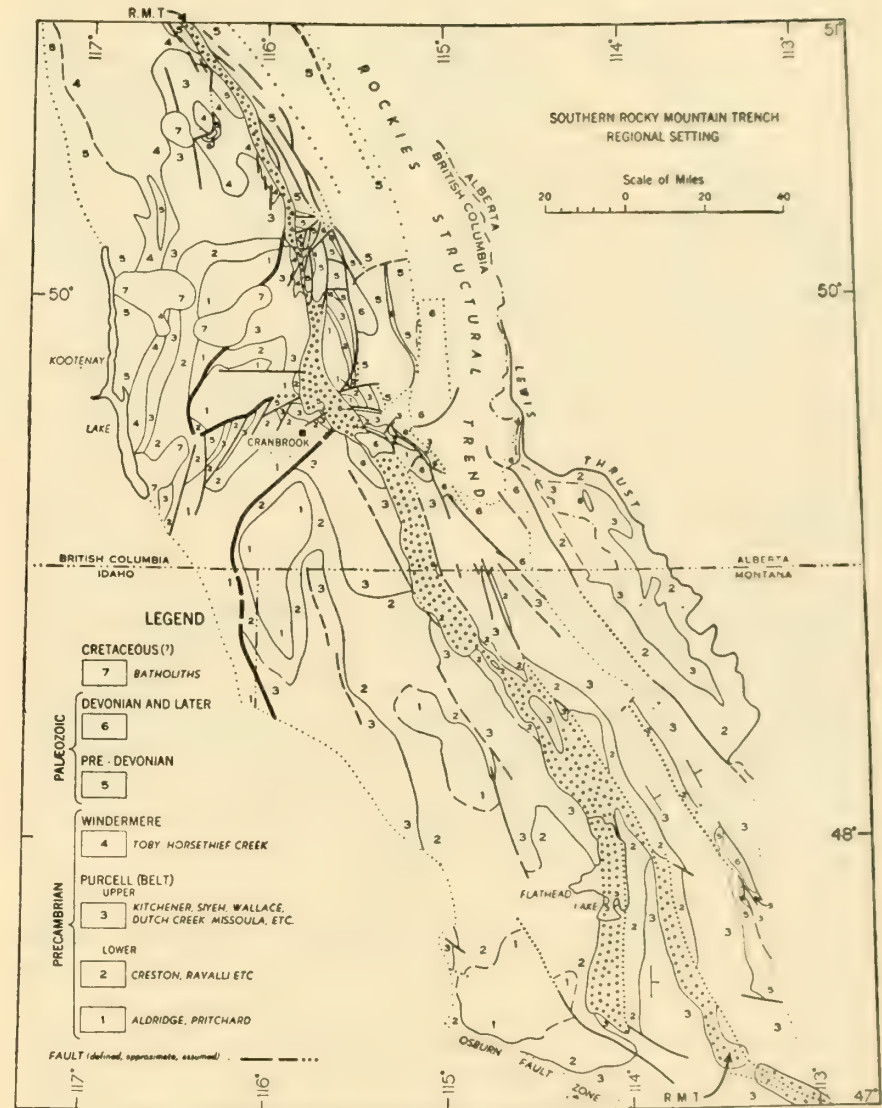 R.M.T
117°
116°
115°
114°
113°
51°
SOUTHERN ROCKY MOUNTAIN TRENCH
REGIONAL SETTING
Scale of Miles
20 0 20 40
ROCKIES STRUCTURAL TREND
ALBERTA
BRITISH COLUMBIA
50°
50°
KOOTENAY
LAKE
CRANBROOK
LEWIS THRUST
BRITISH COLUMBIA
IDAHO
ALBERTA
MONTANA
LEGEND
CRETACEOUS(?)
7 BATHOLITHS
PALÆOZOIC
DEVONIAN AND LATER
6
PRE-DEVONIAN
5
PRECAMBRIAN
WINDERMERE
4 TOBY HORSETHIEF CREEK
PURCELL (BELT)
UPPER
3 KITCHENER, SIYEH, WALLACE,
DUTCH CREEK MISSOULA, ETC.
LOWER
2 CRESTON, RAVALLI ETC
1 ALDRIDGE, PRITCHARD
FAULT (defined, approximate, assumed)
48°
FLATHEAD
LAKE
OSBURN FAULT ZONE
R M T
117°
116°
115°
114°
113°
47°